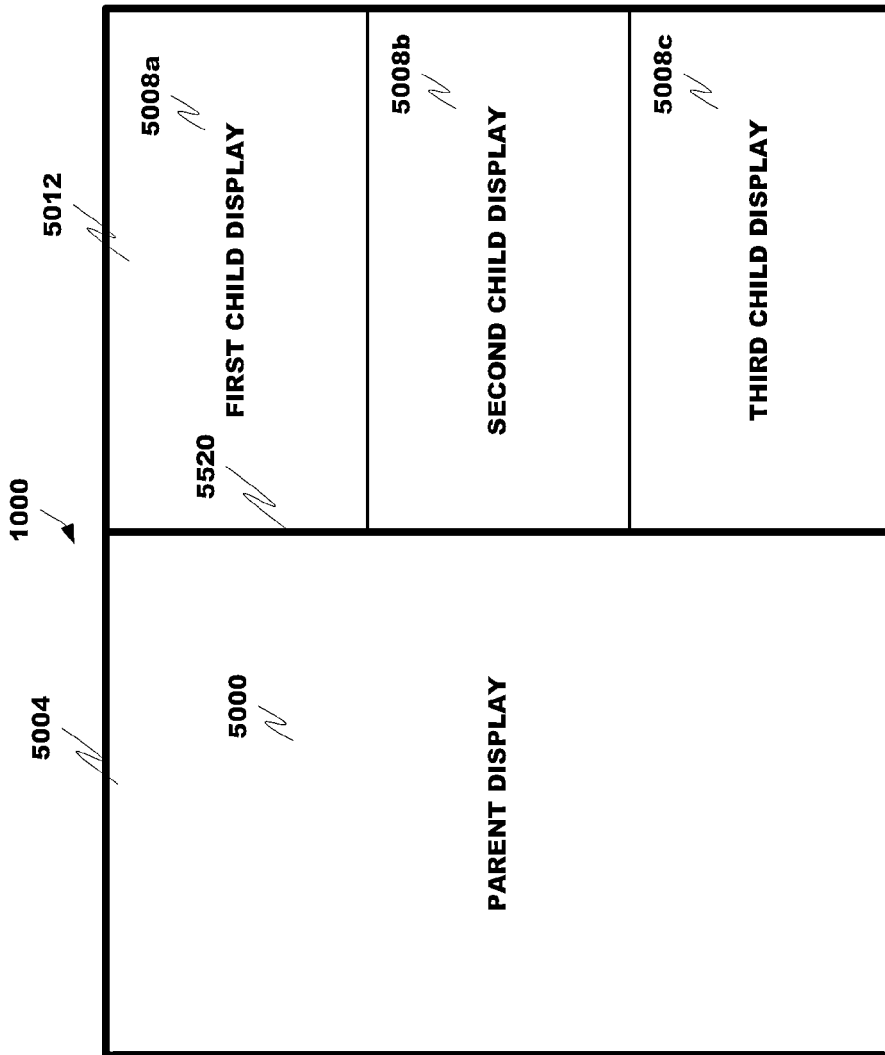 1000
5004
5012
5000
PARENT DISPLAY
5520
5008a
FIRST CHILD DISPLAY
5008b
SECOND CHILD DISPLAY
5008c
THIRD CHILD DISPLAY